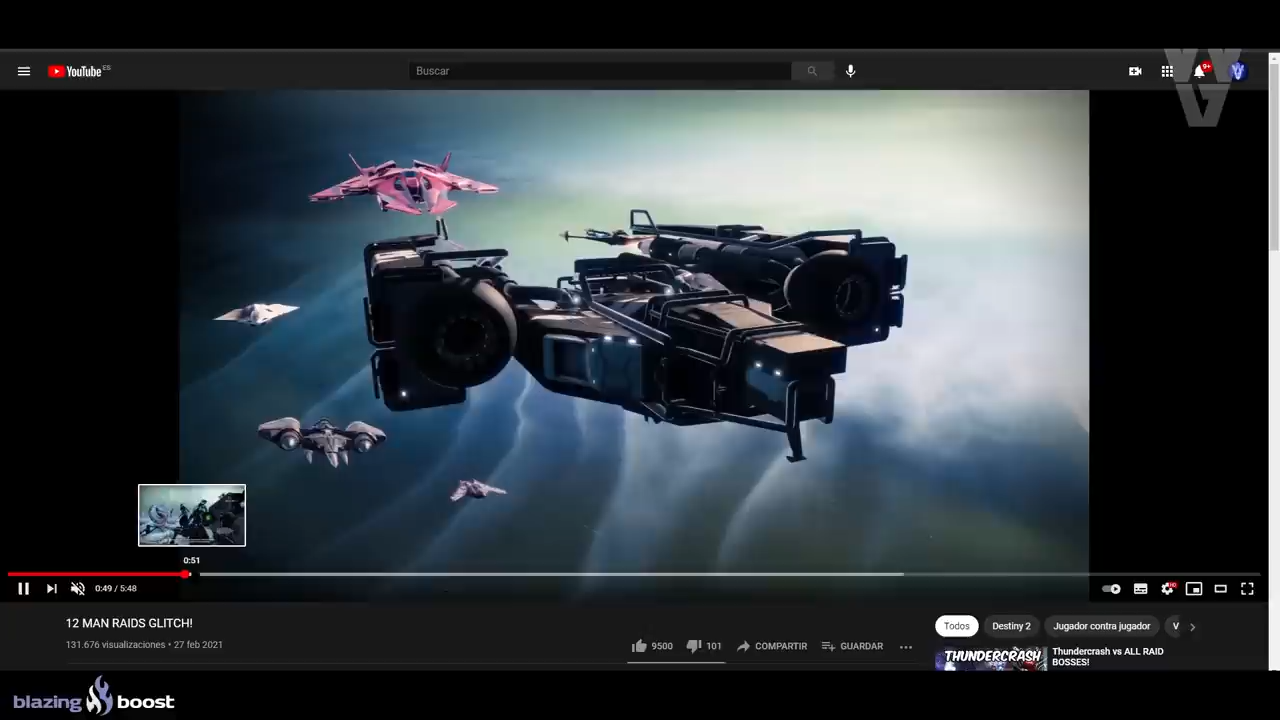 YouTube ES
Buscar
9+
WG
0:51
0:49 / 5:48
HD
12 MAN RAIDS GLITCH!
131.676 visualizaciones • 27 feb 2021
9500
101
COMPARTIR
GUARDAR
Todos
Destiny 2
Jugador contra jugador
V
THUNDERCRASH
Thundercrash vs ALL RAID
BOSSES!
blazing boost